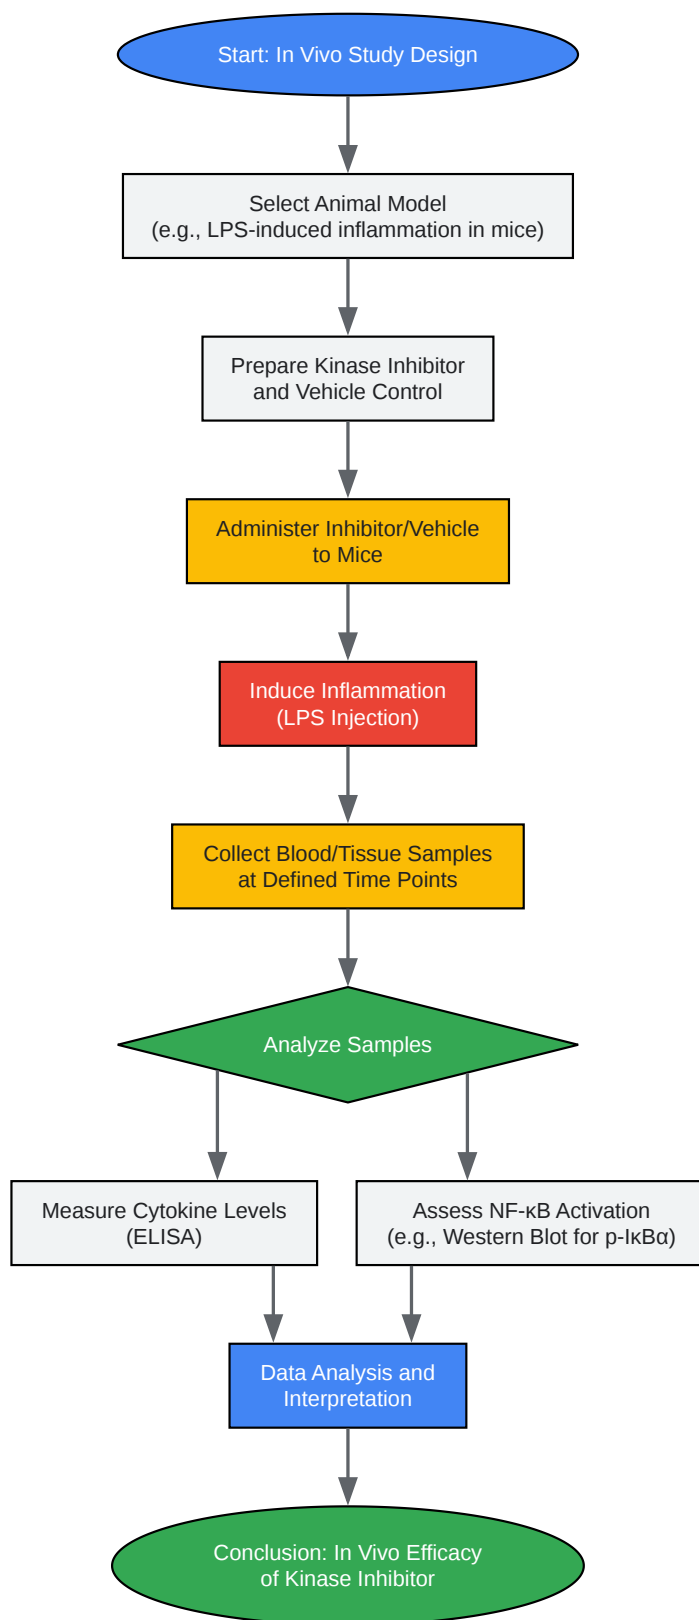 Start: In Vivo Study Design
Select Animal Model
(e.g., LPS-induced inflammation in mice)
Prepare Kinase Inhibitor
and Vehicle Control
Administer Inhibitor/Vehicle
to Mice
Induce Inflammation
(LPS Injection)
Collect Blood/Tissue Samples
at Defined Time Points
Analyze Samples
Measure Cytokine Levels
(ELISA)
Assess NF-κB Activation
(e.g., Western Blot for p-IκBα)
Data Analysis and
Interpretation
Conclusion: In Vivo Efficacy
of Kinase Inhibitor